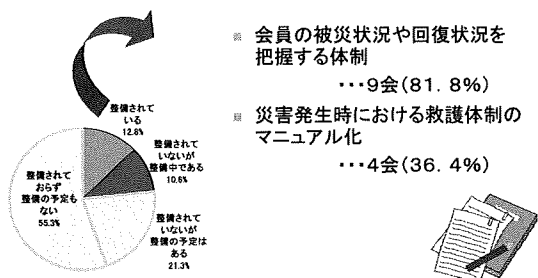 会員の被災状況や回復状況を
把握する体制
･･･9会(81. 8%)
災害発生時における救護体制の
マニュアル化
･･･4会(36. 4%)
整備されて
いる
12.8%
整備されて
いないが
整備中である
10.6%
整備されて
いないが
整備の予定は
ある
21.3%
整備されて
おらず
整備の予定も
ない
55.3%